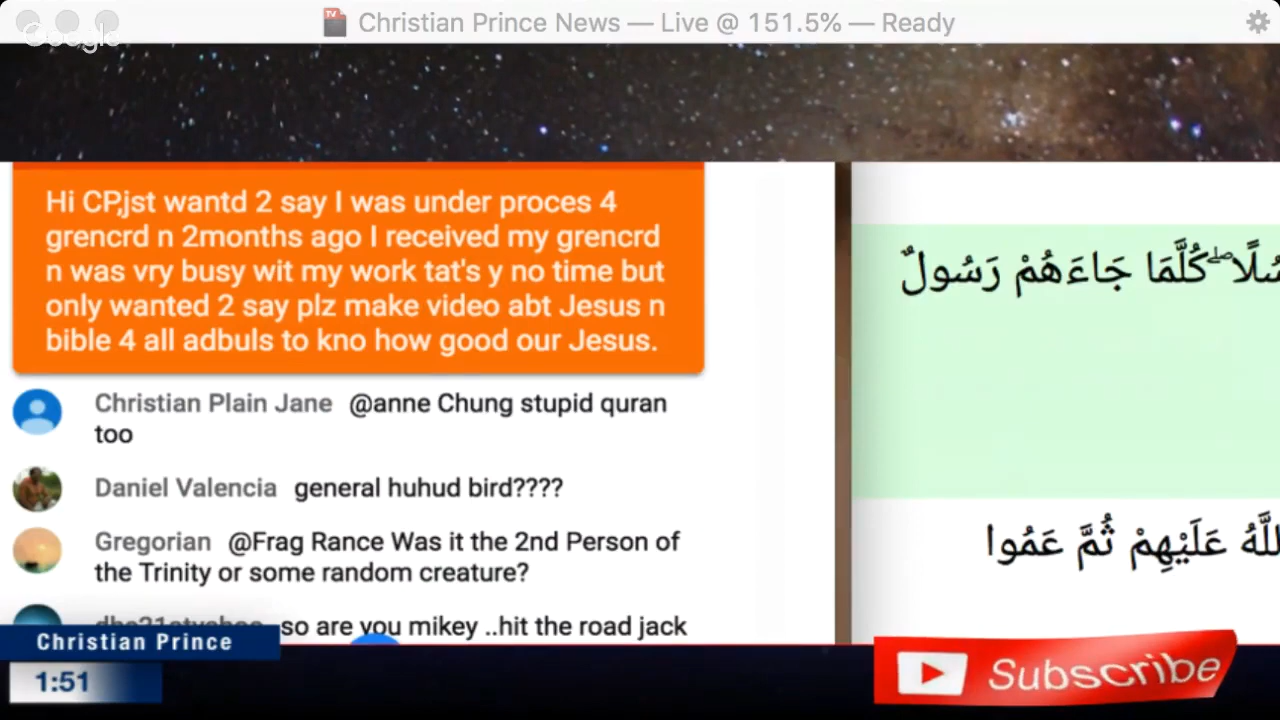 Christian Prince News — Live @ 151.5% — Ready
Google
Hi CP,jst wantd 2 say I was under proces 4
grencrd n 2months ago I received my grencrd
n was vry busy wit my work tat's y no time but
only wanted 2 say plz make video abt Jesus n
bible 4 all adbuls to kno how good our Jesus.
Christian Plain Jane @anne Chung stupid quran
too
Daniel Valencia general huhud bird????
Gregorian @Frag Rance Was it the 2nd Person of
the Trinity or some random creature?
so are you mikey ..hit the road jack
كُلَّمَا جَاءَهُمْ رَسُولٌ
ثُمَّ عَمُوا
عَلَيْهِمْ
Christian Prince
1:51
Subscribe